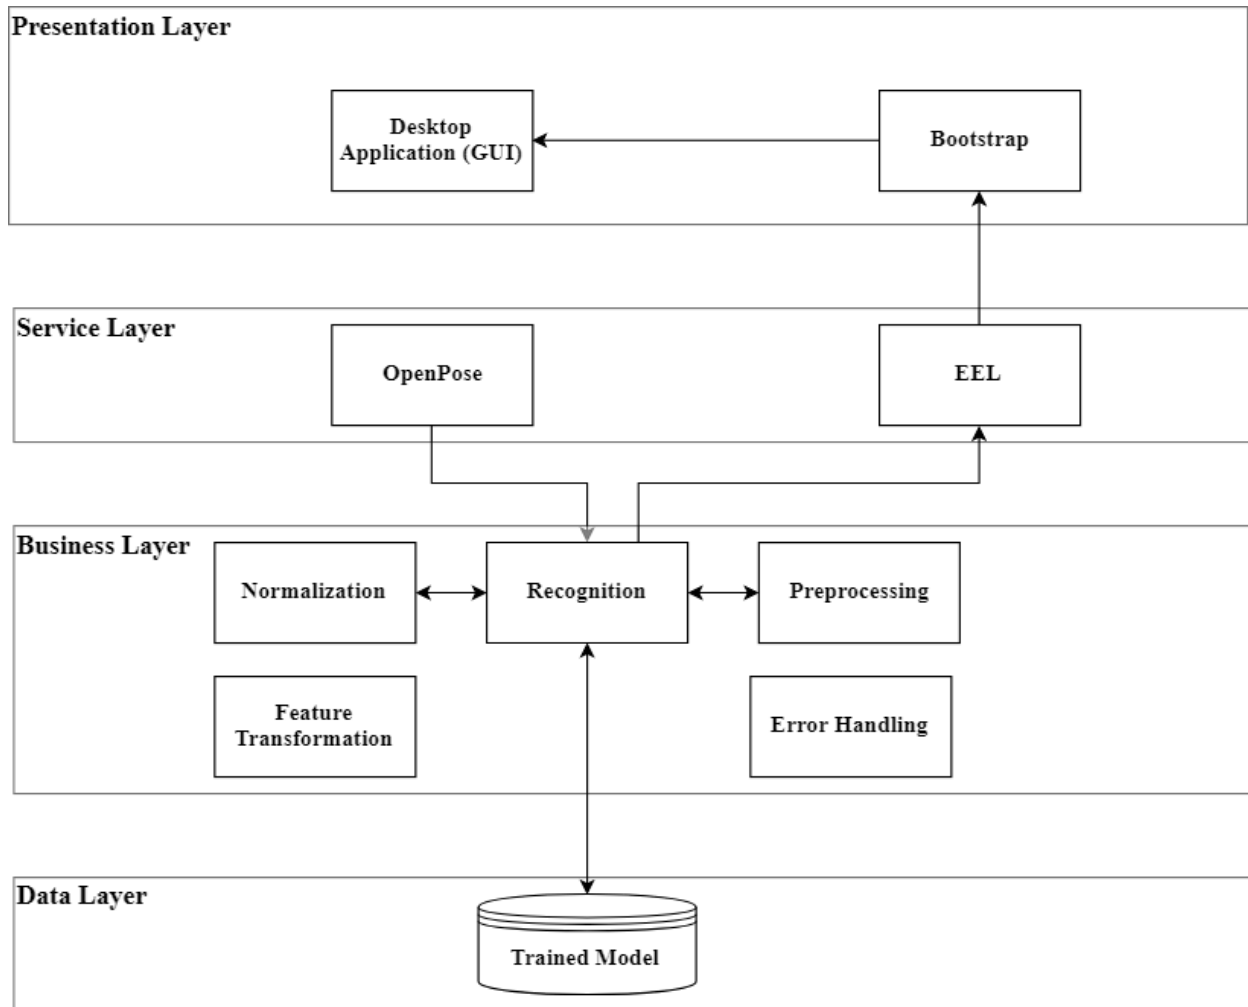 Presentation Layer
Desktop
Application (GUI)
Bootstrap
Service Layer
OpenPose
EEL
Business Layer
Normalization
Recognition
Preprocessing
Feature
Transformation
Error Handling
Data Layer
Trained Model